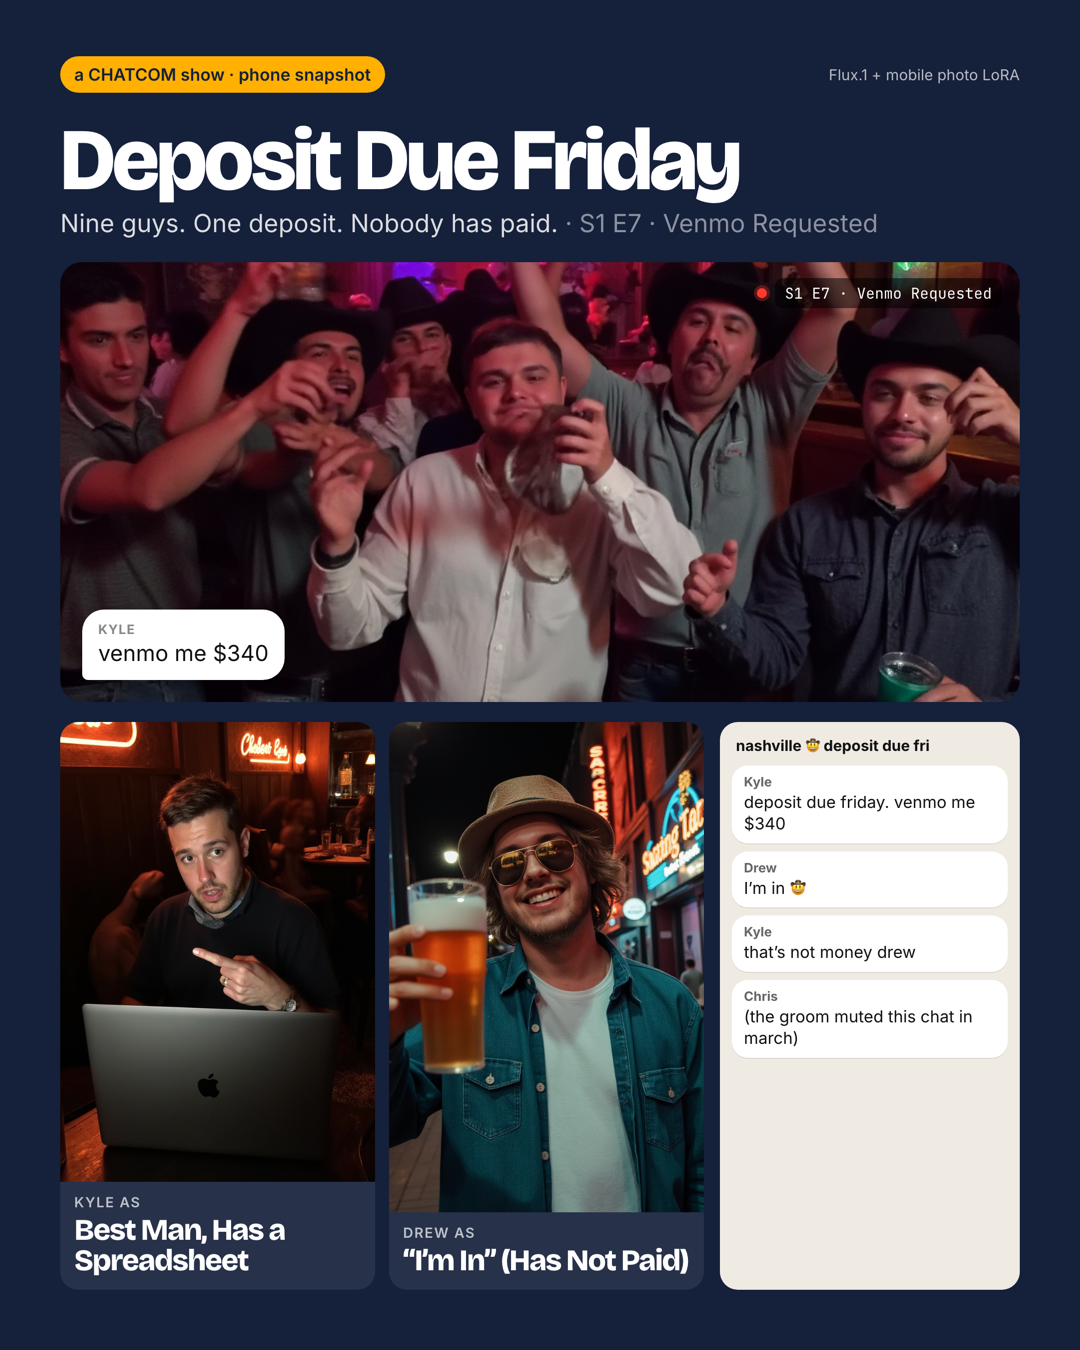 a CHATCOM show · phone snapshot
Flux.1 + mobile photo LoRA
Deposit Due Friday
Nine guys. One deposit. Nobody has paid. · S1 E7 · Venmo Requested
S1 E7 · Venmo Requested
KYLE
venmo me $340
KYLE AS
Best Man, Has a
Spreadsheet
DREW AS
“I’m In” (Has Not Paid)
nashville 🤠 deposit due fri
Kyle
deposit due friday. venmo me
$340
Drew
I’m in 🤠
Kyle
that’s not money drew
Chris
(the groom muted this chat in
march)